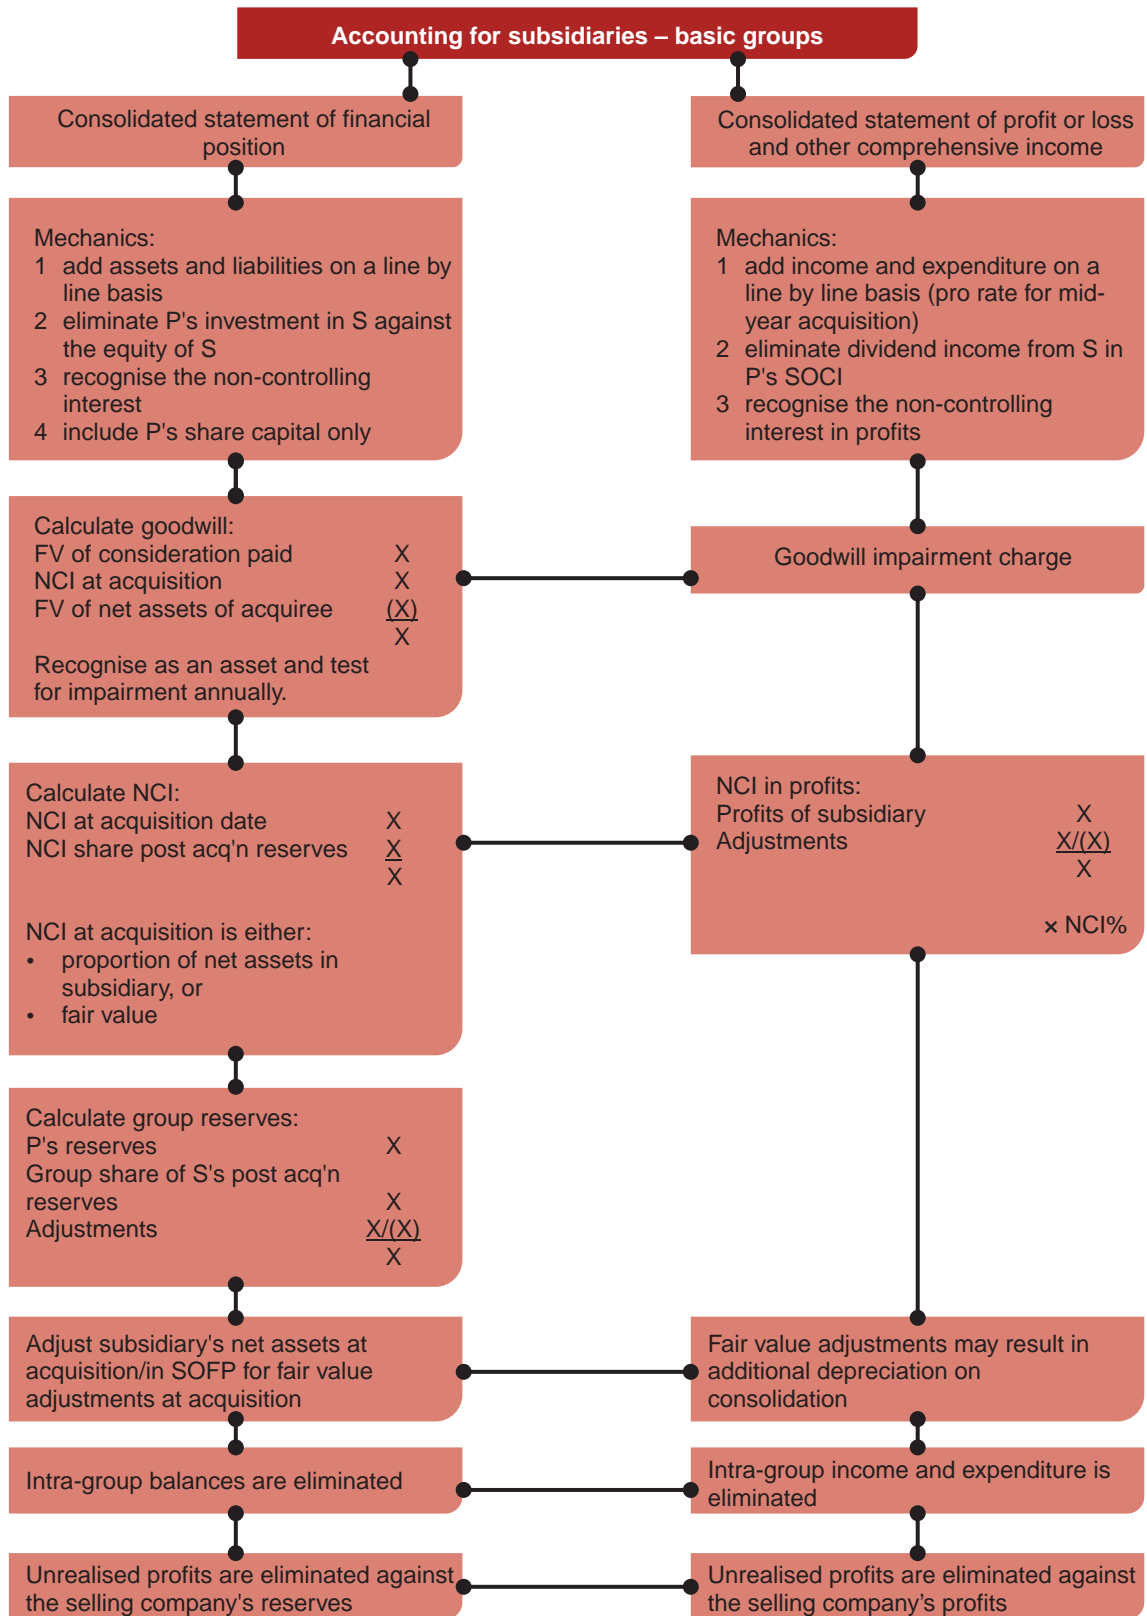 Accounting for subsidiaries – basic groups
Consolidated statement of financial
position
Mechanics:
1 add assets and liabilities on a line by
line basis
2 eliminate P's investment in S against
the equity of S
3 recognise the non-controlling
interest
4 include P's share capital only
Calculate goodwill:
FV of consideration paid X
NCI at acquisition X
FV of net assets of acquiree (X)
X
Recognise as an asset and test
for impairment annually.
Calculate NCI:
NCI at acquisition date X
NCI share post acq'n reserves X
X
NCI at acquisition is either:
• proportion of net assets in
subsidiary, or
• fair value
Calculate group reserves:
P's reserves X
Group share of S's post acq'n
reserves X
Adjustments X/(X)
X
Adjust subsidiary's net assets at
acquisition/in SOFP for fair value
adjustments at acquisition
Intra-group balances are eliminated
Unrealised profits are eliminated against
the selling company's reserves
Consolidated statement of profit or loss
and other comprehensive income
Mechanics:
1 add income and expenditure on a
line by line basis (pro rate for mid-
year acquisition)
2 eliminate dividend income from S in
P's SOCI
3 recognise the non-controlling
interest in profits
Goodwill impairment charge
NCI in profits:
Profits of subsidiary X
Adjustments X/(X)
X
× NCI%
Fair value adjustments may result in
additional depreciation on
consolidation
Intra-group income and expenditure is
eliminated
Unrealised profits are eliminated against
the selling company’s profits